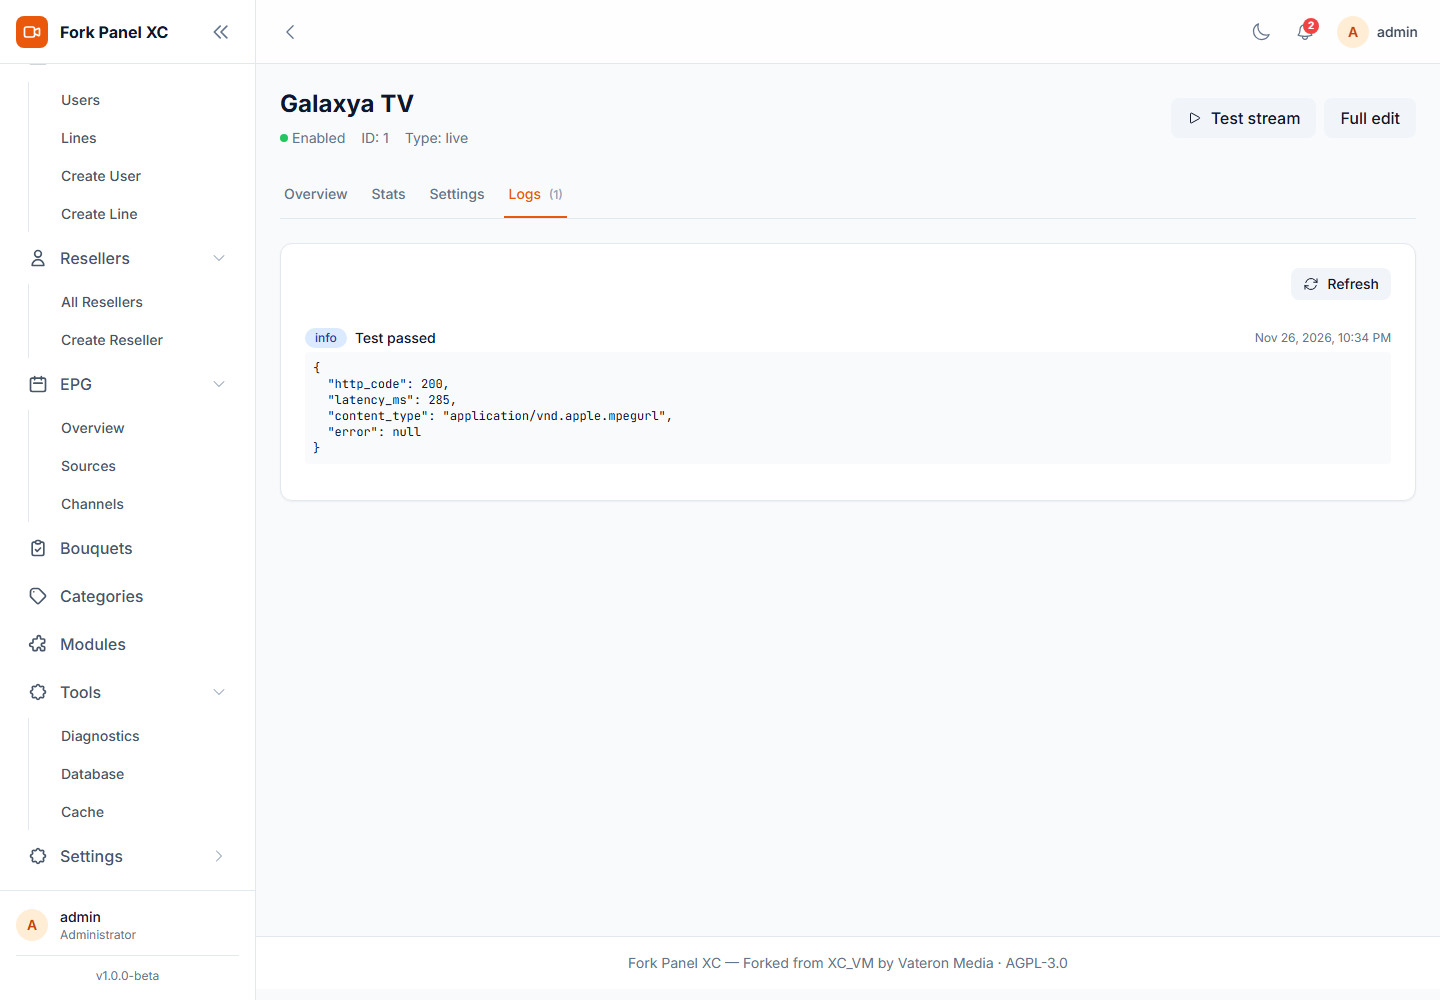 Fork Panel XC
2
A
admin
Users
Lines
Create User
Create Line
Resellers
All Resellers
Create Reseller
EPG
Overview
Sources
Channels
Bouquets
Categories
Modules
Tools
Diagnostics
Database
Cache
Settings
A
admin
Administrator
v1.0.0-beta
Galaxya TV
Enabled ID: 1 Type: live
Test stream
Full edit
Overview Stats Settings Logs (1)
Refresh
info Test passed Nov 26, 2026, 10:34 PM
{
"http_code": 200,
"latency_ms": 285,
"content_type": "application/vnd.apple.mpegurl",
"error": null
}
Fork Panel XC — Forked from XC_VM by Vateron Media · AGPL-3.0